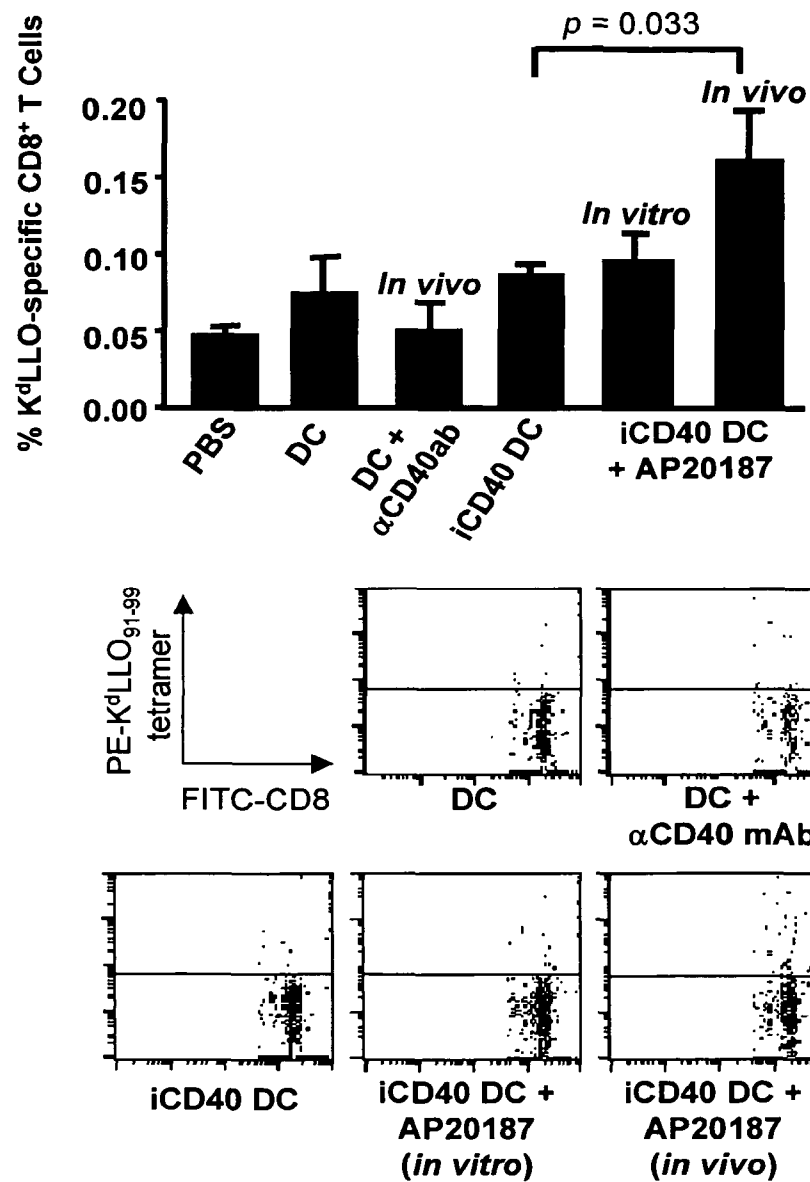 p = 0.033
% KᵈLLO-specific CD8⁺ T Cells
In vivo
0.20
0.15
In vitro
0.10
In vivo
0.05
0.00
PBS
DC
DC +
αCD40ab
iCD40 DC
iCD40 DC
+ AP20187
PE-KᵈLLO₉₁₋₉₉
tetramer
FITC-CD8
DC
DC +
αCD40 mAb
iCD40 DC
iCD40 DC +
AP20187
(in vitro)
iCD40 DC +
AP20187
(in vivo)